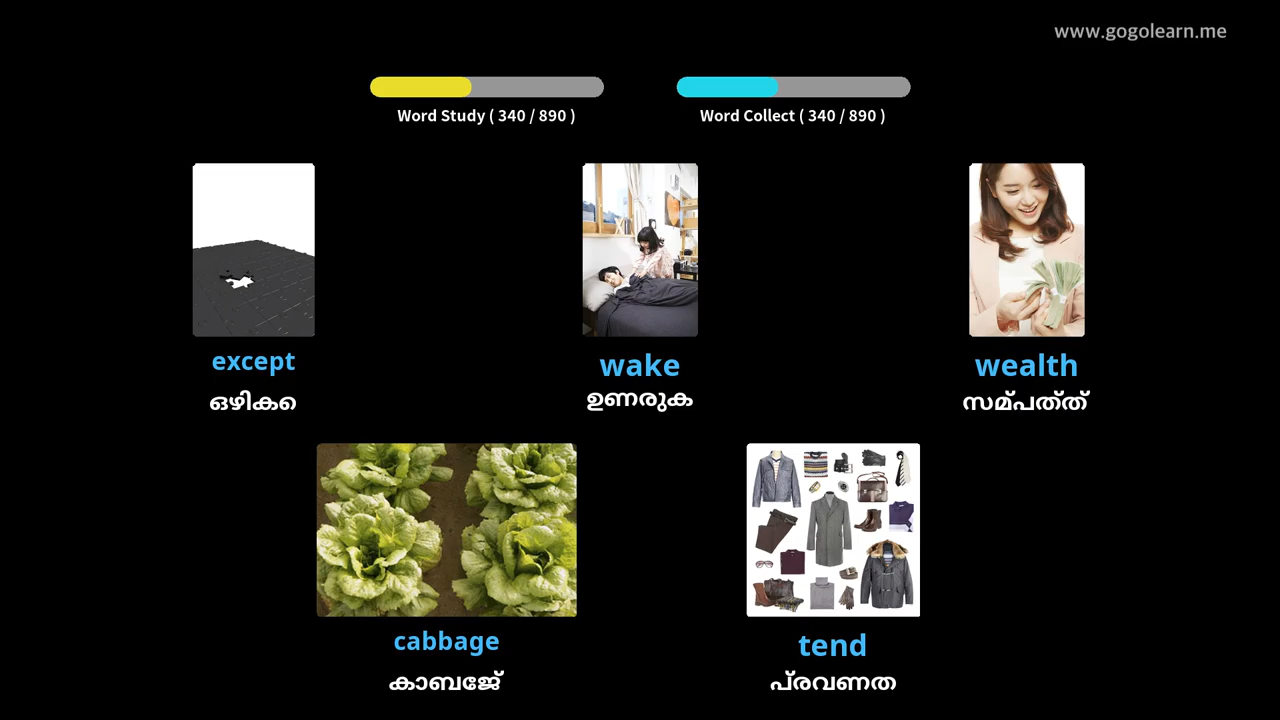 www.gogolearn.me
Word Study ( 340 / 890 )
Word Collect ( 340 / 890 )
except
wake
wealth
ഒഴികെ
ഉണരുക
സമ്പത്ത്
cabbage
tend
കാബേജ്
പ്രവണത